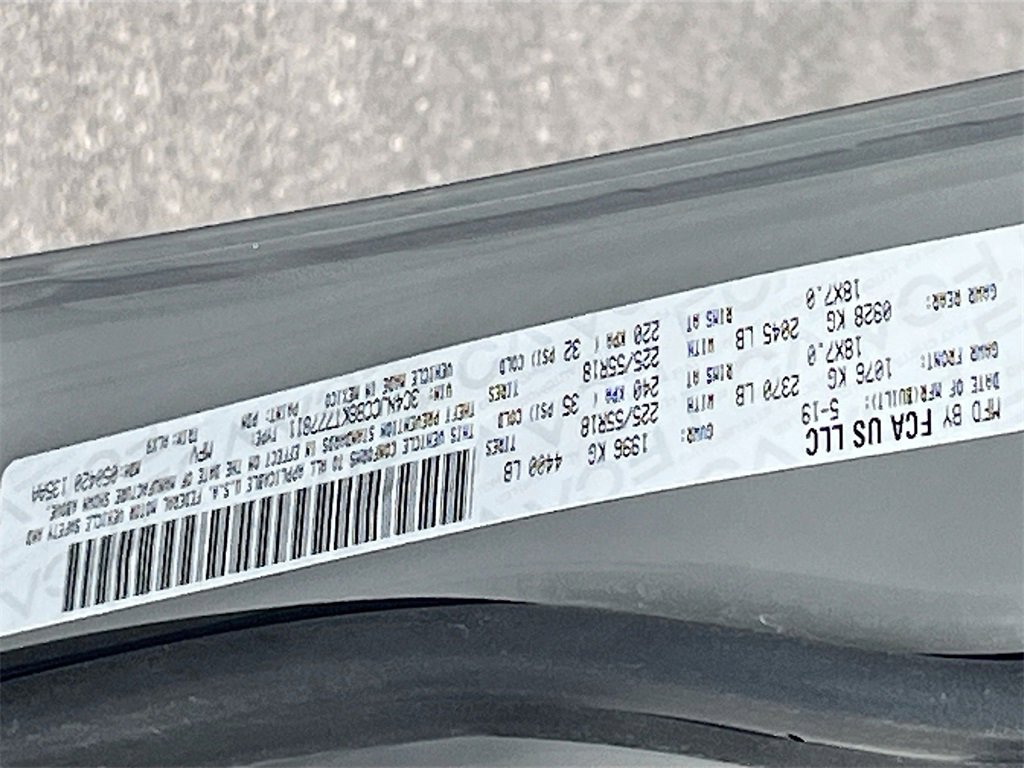 MFD BY FCA US LLC
DATE OF MFR(BUILT): 5-19 GVWR: 1996 KG 4400 LB
GAWR FRONT: 1076 KG 2370 LB WITH TIRES 225/55R18
18X7.0 RIMS AT 240 KPA ( 35 PSI) COLD
GAWR REAR: 0928 KG 2045 LB WITH TIRES 225/55R18
18X7.0 RIMS AT 220 KPA ( 32 PSI) COLD
THIS VEHICLE CONFORMS TO ALL APPLICABLE U.S.A. FEDERAL MOTOR VEHICLE SAFETY AND
THEFT PREVENTION STANDARDS IN EFFECT ON THE DATE OF MANUFACTURE SHOWN ABOVE.
VIN: 3C4NJCCB8KT777811 TYPE: MPV MDH: 050420 135AA
VEHICLE MADE IN MEXICO PAINT: PDN TRIM: HLX9